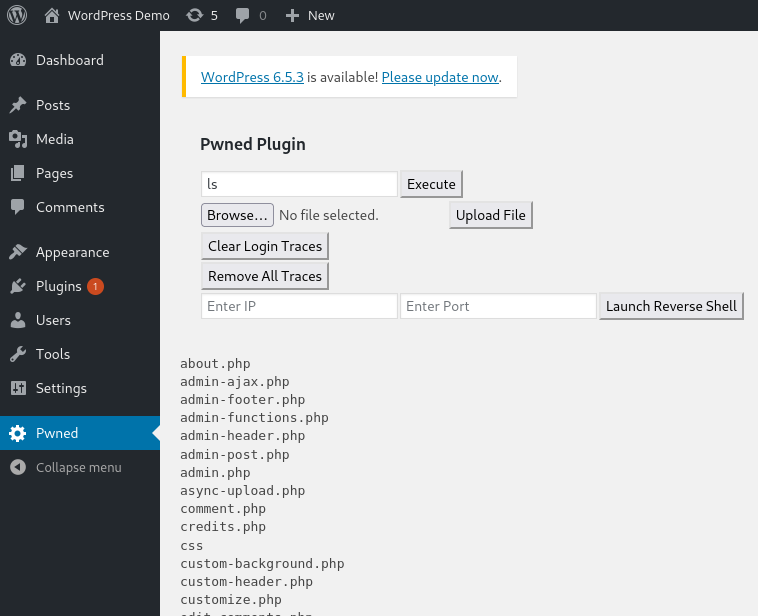 WordPress Demo 5 0 New
Dashboard
Posts
Media
Pages
Comments
Appearance
Plugins 1
Users
Tools
Settings
Pwned
Collapse menu
WordPress 6.5.3 is available! Please update now.
Pwned Plugin
ls Execute
Browse... No file selected. Upload File
Clear Login Traces
Remove All Traces
Enter IP Enter Port Launch Reverse Shell
about.php
admin-ajax.php
admin-footer.php
admin-functions.php
admin-header.php
admin-post.php
admin.php
async-upload.php
comment.php
credits.php
css
custom-background.php
custom-header.php
customize.php